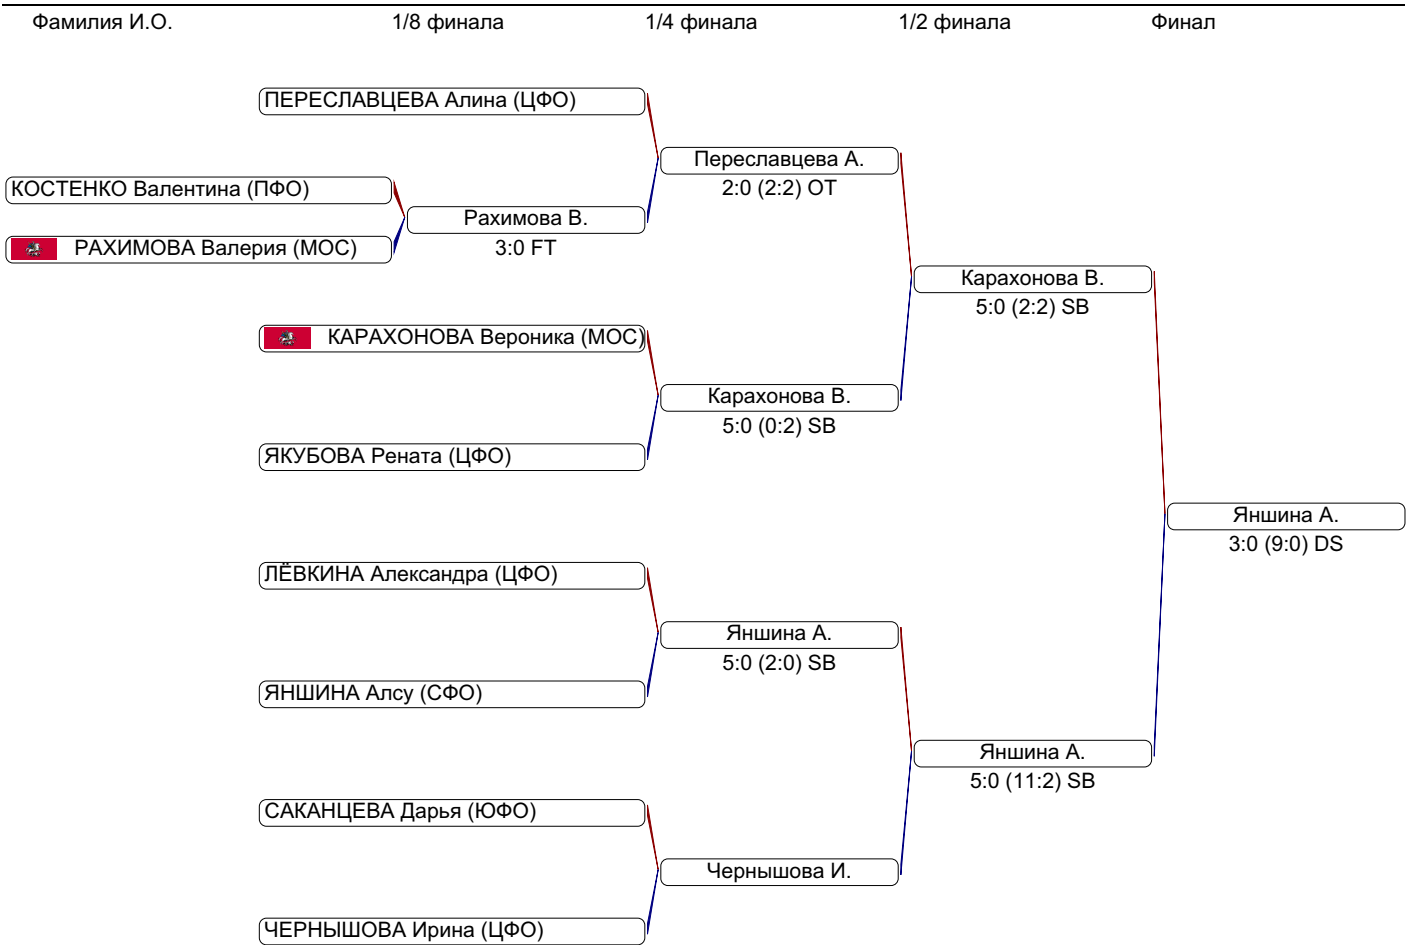 Фамилия И.О. 1/8 финала 1/4 финала 1/2 финала Финал
ПЕРЕСЛАВЦЕВА Алина (ЦФО)
Переславцева А.
2:0 (2:2) OT
КОСТЕНКО Валентина (ПФО)
Рахимова В.
3:0 FT
РАХИМОВА Валерия (МОС)
Карахонова В.
5:0 (2:2) SB
КАРАХОНОВА Вероника (МОС)
Карахонова В.
5:0 (0:2) SB
ЯКУБОВА Рената (ЦФО)
Яншина А.
3:0 (9:0) DS
ЛЁВКИНА Александра (ЦФО)
Яншина А.
5:0 (2:0) SB
ЯНШИНА Алсу (СФО)
Яншина А.
5:0 (11:2) SB
САКАНЦЕВА Дарья (ЮФО)
Чернышова И.
ЧЕРНЫШОВА Ирина (ЦФО)